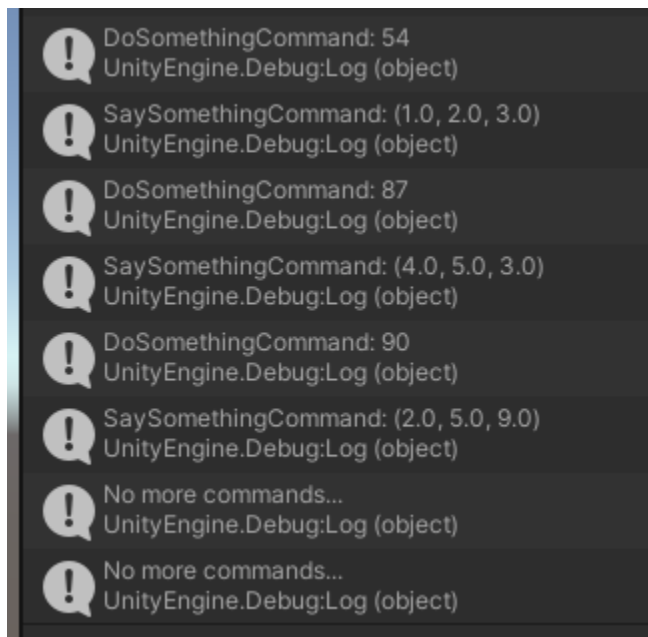 DoSomethingCommand: 54
UnityEngine.Debug:Log (object)
SaySomethingCommand: (1.0, 2.0, 3.0)
UnityEngine.Debug:Log (object)
DoSomethingCommand: 87
UnityEngine.Debug:Log (object)
SaySomethingCommand: (4.0, 5.0, 3.0)
UnityEngine.Debug:Log (object)
DoSomethingCommand: 90
UnityEngine.Debug:Log (object)
SaySomethingCommand: (2.0, 5.0, 9.0)
UnityEngine.Debug:Log (object)
No more commands...
UnityEngine.Debug:Log (object)
No more commands...
UnityEngine.Debug:Log (object)